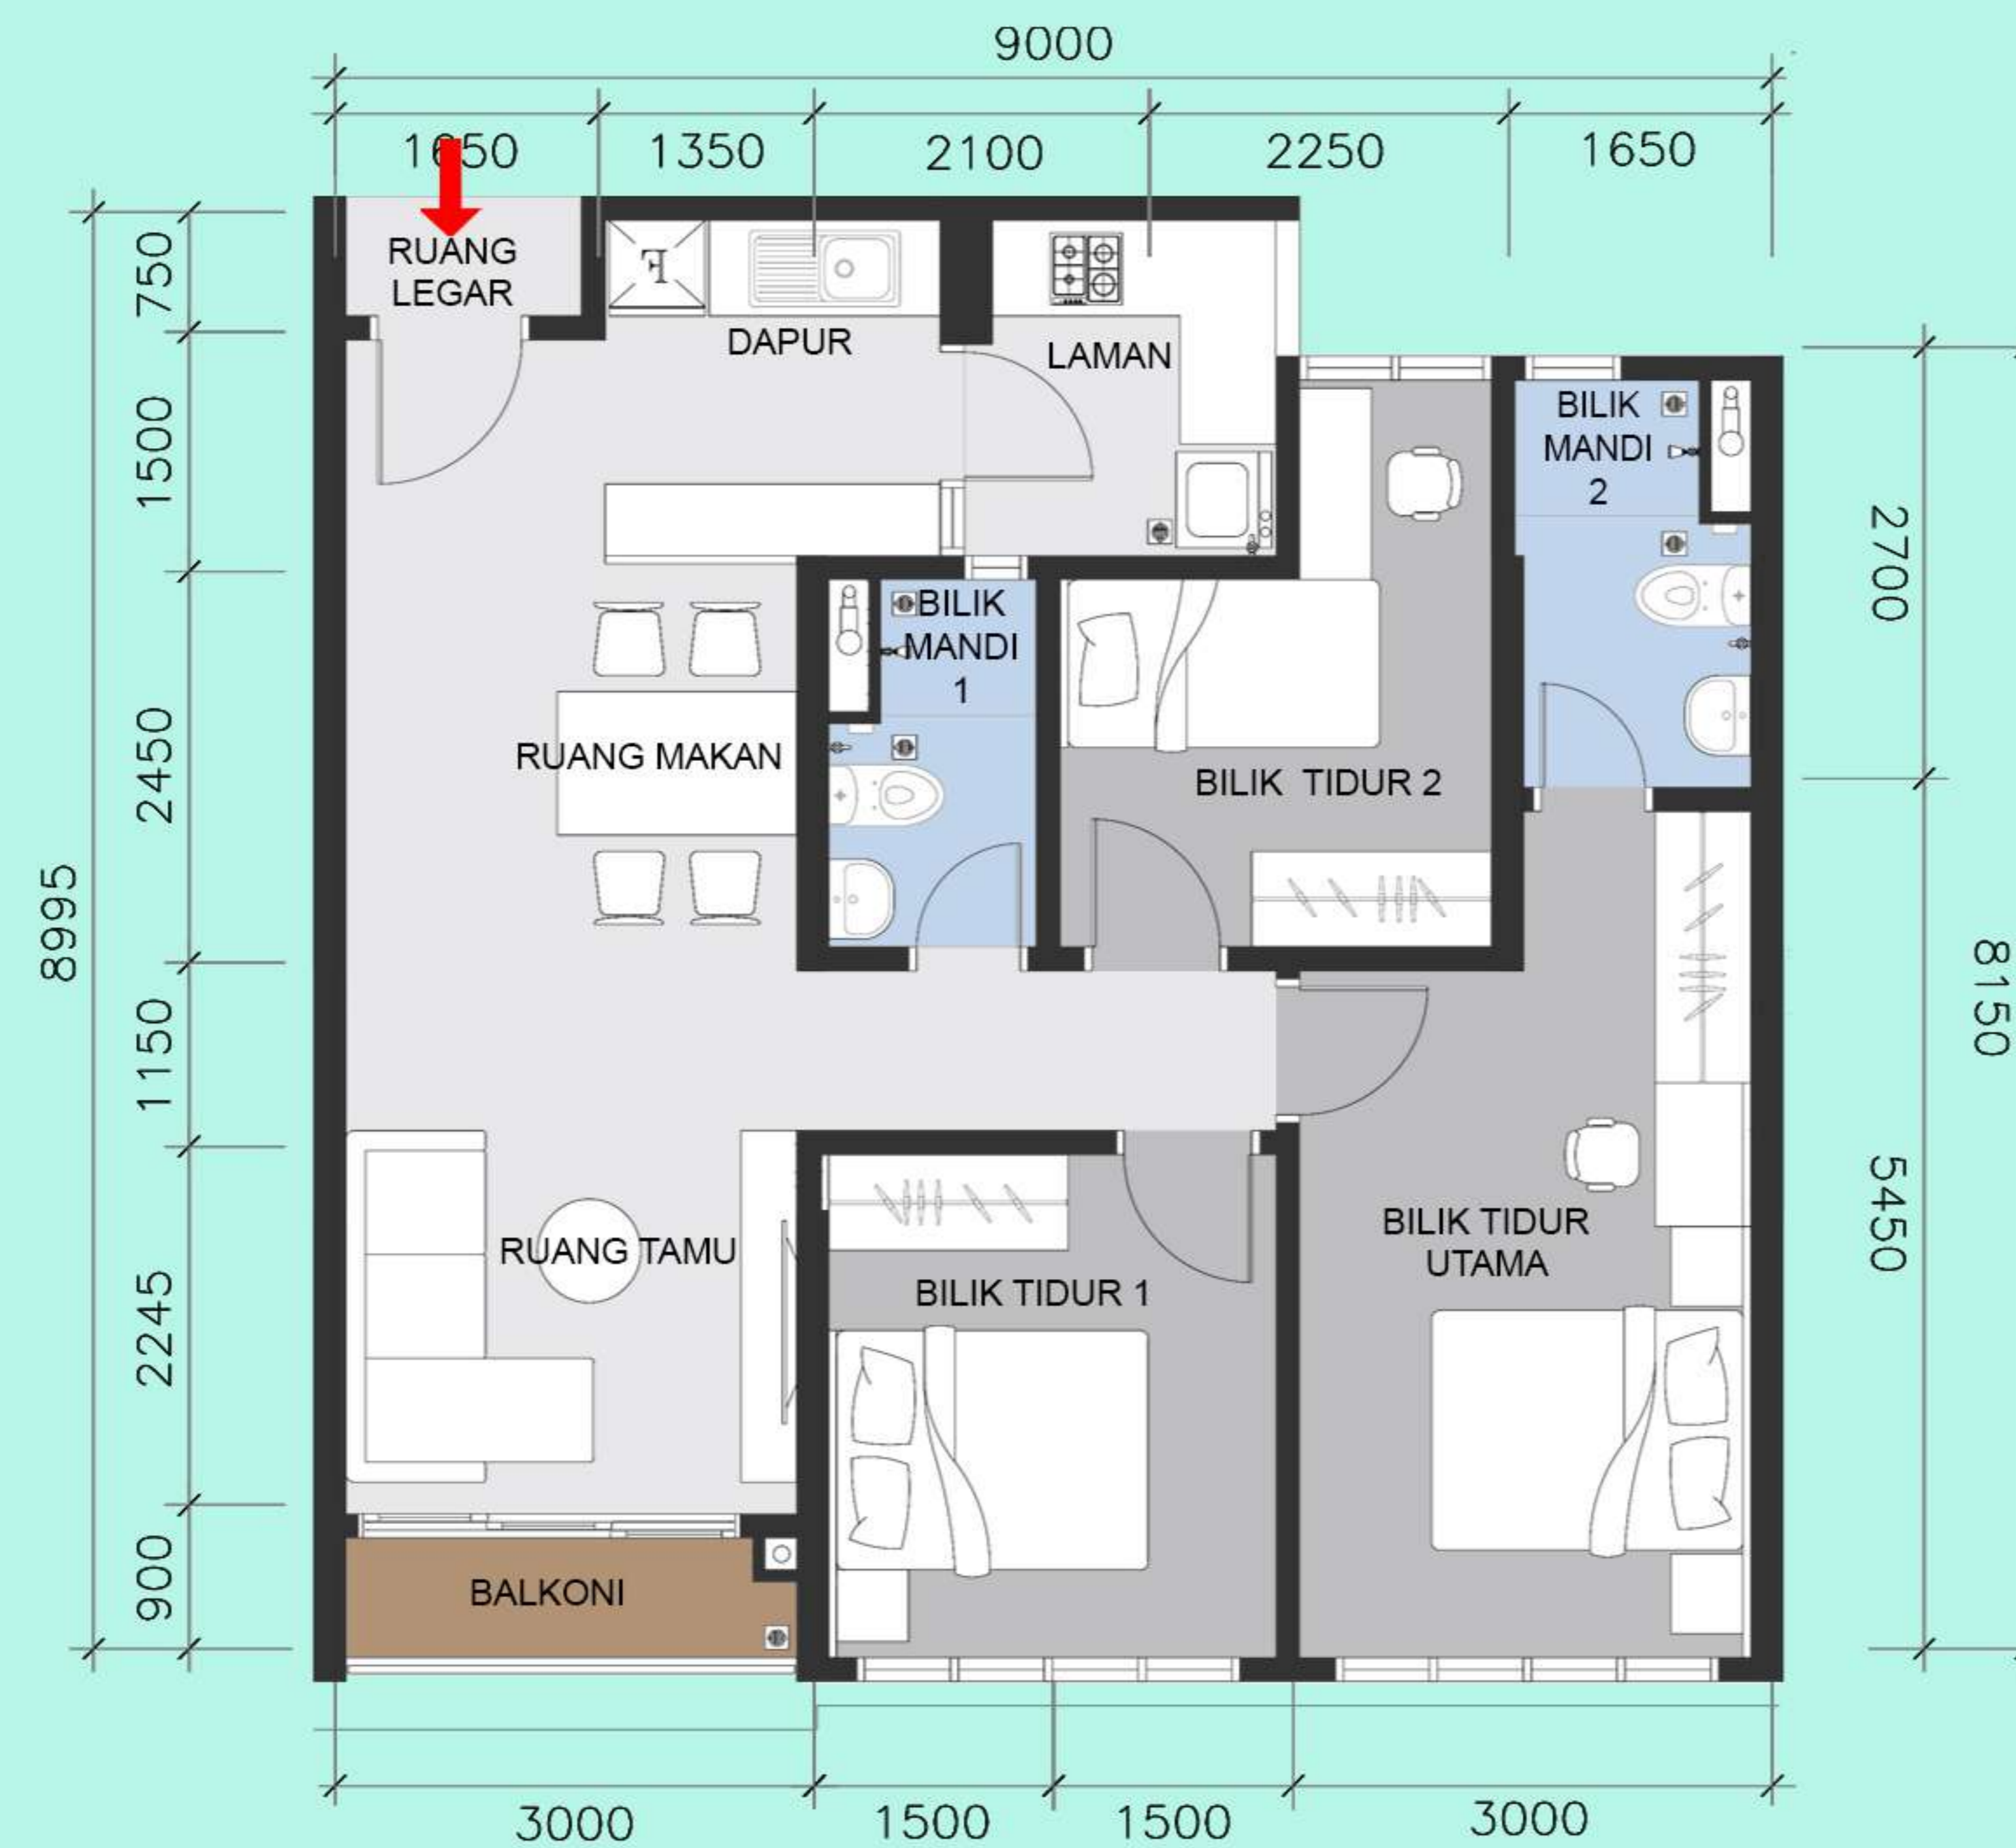 9000
1650
1350
2100
2250
1650
750
1500
2450
8995
1150
2245
900
RUANG
LEGAR
F
DAPUR
LAMAN
BILIK
MANDI
2
BILIK
MANDI
1
RUANG MAKAN
BILIK TIDUR 2
RUANG TAMU
BILIK TIDUR 1
BILIK TIDUR
UTAMA
BALKONI
2700
8150
5450
3000
1500
1500
3000